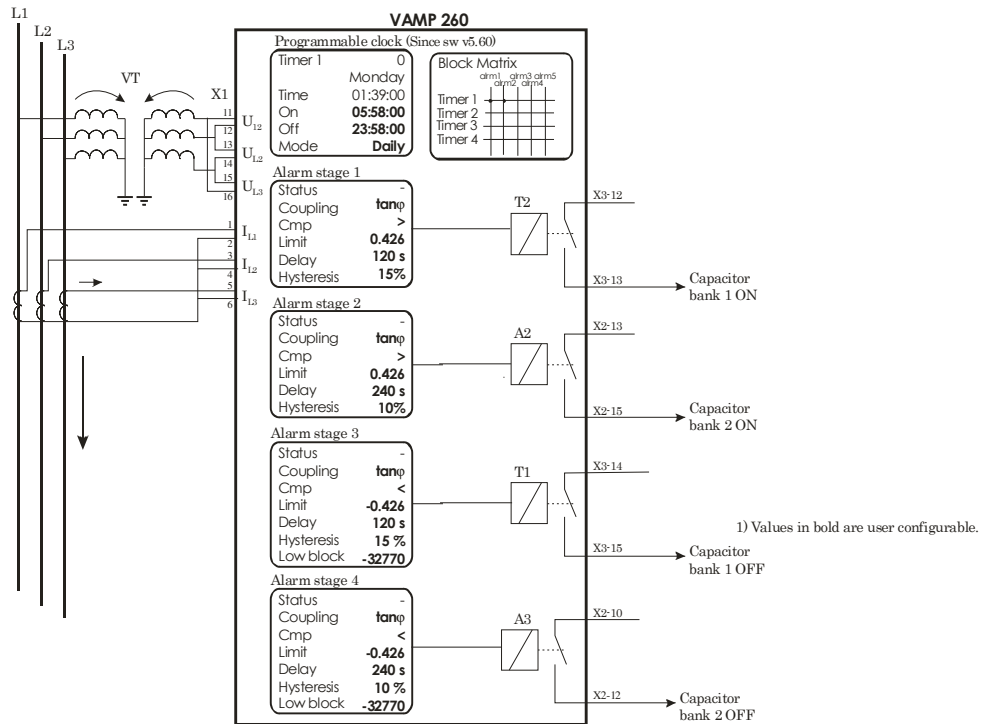 VAMP 260
L1
L2
L3
VT
X1
11
12
13
14
15
16
U12
UL2
UL3
1
2
3
4
5
6
IL1
IL2
IL3
Programmable clock (Since sw v5.60)
Timer 1 0
Monday
Time 01:39:00
On 05:58:00
Off 23:58:00
Mode Daily
Block Matrix
alrm1 alrm3 alrm5
alrm2 alrm4
Timer 1
Timer 2
Timer 3
Timer 4
Alarm stage 1
Status -
Coupling tanφ
Cmp >
Limit 0.426
Delay 120 s
Hysteresis 15%
T2
X3-12
X3-13
Capacitor
bank 1 ON
Alarm stage 2
Status -
Coupling tanφ
Cmp >
Limit 0.426
Delay 240 s
Hysteresis 10%
A2
X2-13
X2-15
Capacitor
bank 2 ON
Alarm stage 3
Status -
Coupling tanφ
Cmp <
Limit -0.426
Delay 120 s
Hysteresis 15 %
Low block -32770
T1
X3-14
X3-15
Capacitor
bank 1 OFF
1) Values in bold are user configurable.
Alarm stage 4
Status -
Coupling tanφ
Cmp <
Limit -0.426
Delay 240 s
Hysteresis 10 %
Low block -32770
A3
X2-10
X2-12
Capacitor
bank 2 OFF